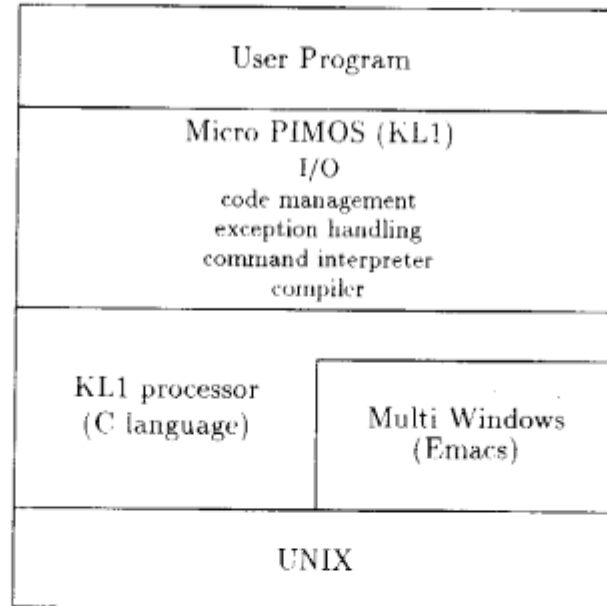 User Program
Micro PIMOS (KL1)
I/O
code management
exception handling
command interpreter
compiler
KL1 processor
(C language)
Multi Windows
(Emacs)
UNIX